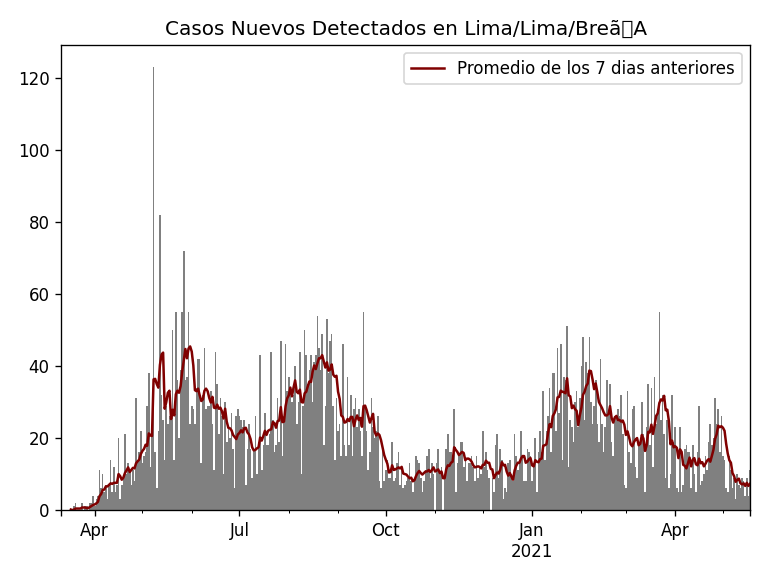 Casos Nuevos Detectados en Lima/Lima/Breã▯A
Promedio de los 7 dias anteriores
120
100
80
60
40
20
0
Apr Jul Oct Jan Apr
2021